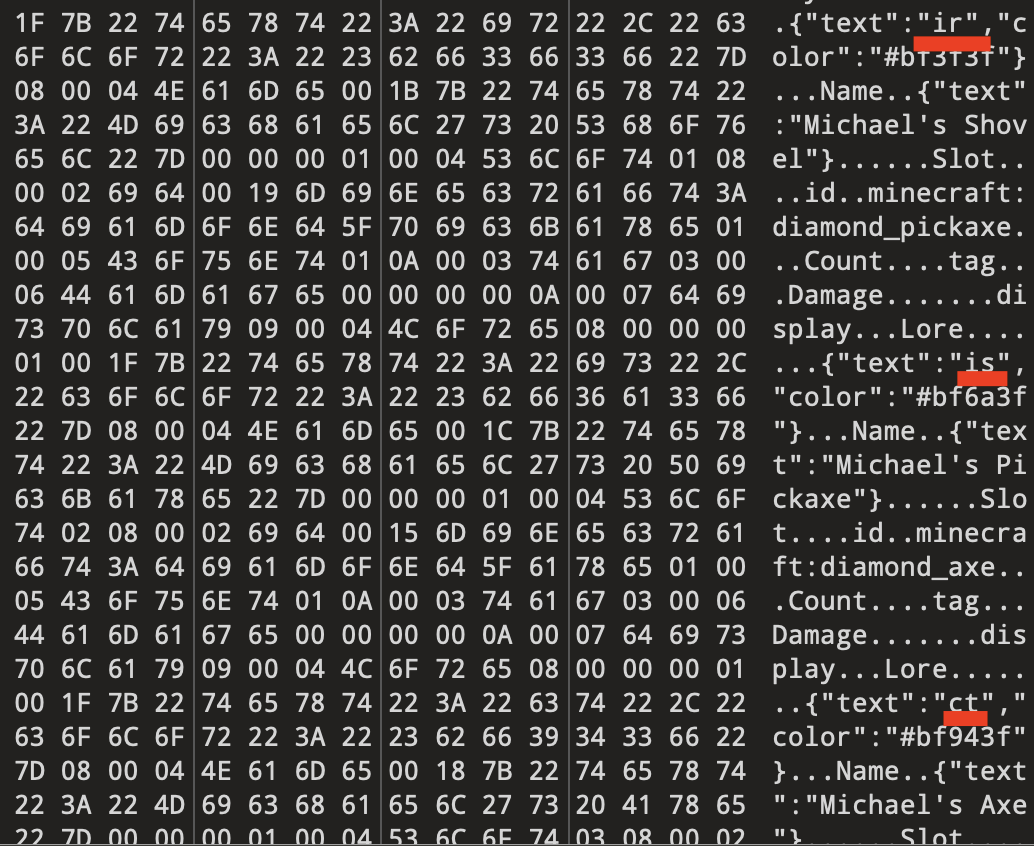 1F 7B 22 74 65 78 74 22 3A 22 69 72 22 2C 22 63 .{"text":"ir","c
6F 6C 6F 72 22 3A 22 23 62 66 33 66 33 66 22 7D olor":"#bf3f3f"}
08 00 04 4E 61 6D 65 00 1B 7B 22 74 65 78 74 22 ...Name..{"text"
3A 22 4D 69 63 68 61 65 6C 27 73 20 53 68 6F 76 :"Michael's Shov
65 6C 22 7D 00 00 00 01 00 04 53 6C 6F 74 01 08 el"}......Slot..
00 02 69 64 00 19 6D 69 6E 65 63 72 61 66 74 3A ..id..minecraft:
64 69 61 6D 6F 6E 64 5F 70 69 63 6B 61 78 65 01 diamond_pickaxe.
00 05 43 6F 75 6E 74 01 0A 00 03 74 61 67 03 00 ..Count....tag..
06 44 61 6D 61 67 65 00 00 00 00 0A 00 07 64 69 .Damage.......di
73 70 6C 61 79 09 00 04 4C 6F 72 65 08 00 00 00 splay...Lore....
01 00 1F 7B 22 74 65 78 74 22 3A 22 69 73 22 2C ...{"text":"is",
22 63 6F 6C 6F 72 22 3A 22 23 62 66 36 61 33 66 "color":"#bf6a3f
22 7D 08 00 04 4E 61 6D 65 00 1C 7B 22 74 65 78 "}...Name..{"tex
74 22 3A 22 4D 69 63 68 61 65 6C 27 73 20 50 69 t":"Michael's Pi
63 6B 61 78 65 22 7D 00 00 00 01 00 04 53 6C 6F ckaxe"}......Slo
74 02 08 00 02 69 64 00 15 6D 69 6E 65 63 72 61 t....id..minecra
66 74 3A 64 69 61 6D 6F 6E 64 5F 61 78 65 01 00 ft:diamond_axe..
05 43 6F 75 6E 74 01 0A 00 03 74 61 67 03 00 06 .Count....tag...
44 61 6D 61 67 65 00 00 00 00 0A 00 07 64 69 73 Damage.......dis
70 6C 61 79 09 00 04 4C 6F 72 65 08 00 00 00 01 play...Lore.....
00 1F 7B 22 74 65 78 74 22 3A 22 63 74 22 2C 22 ..{"text":"ct","
63 6F 6C 6F 72 22 3A 22 23 62 66 39 34 33 66 22 color":"#bf943f"
7D 08 00 04 4E 61 6D 65 00 18 7B 22 74 65 78 74 }...Name..{"text
22 3A 22 4D 69 63 68 61 65 6C 27 73 20 41 78 65 ":"Michael's Axe
22 7D 00 00 00 01 00 04 53 6C 6F 74 03 08 00 02 "}......Slot....